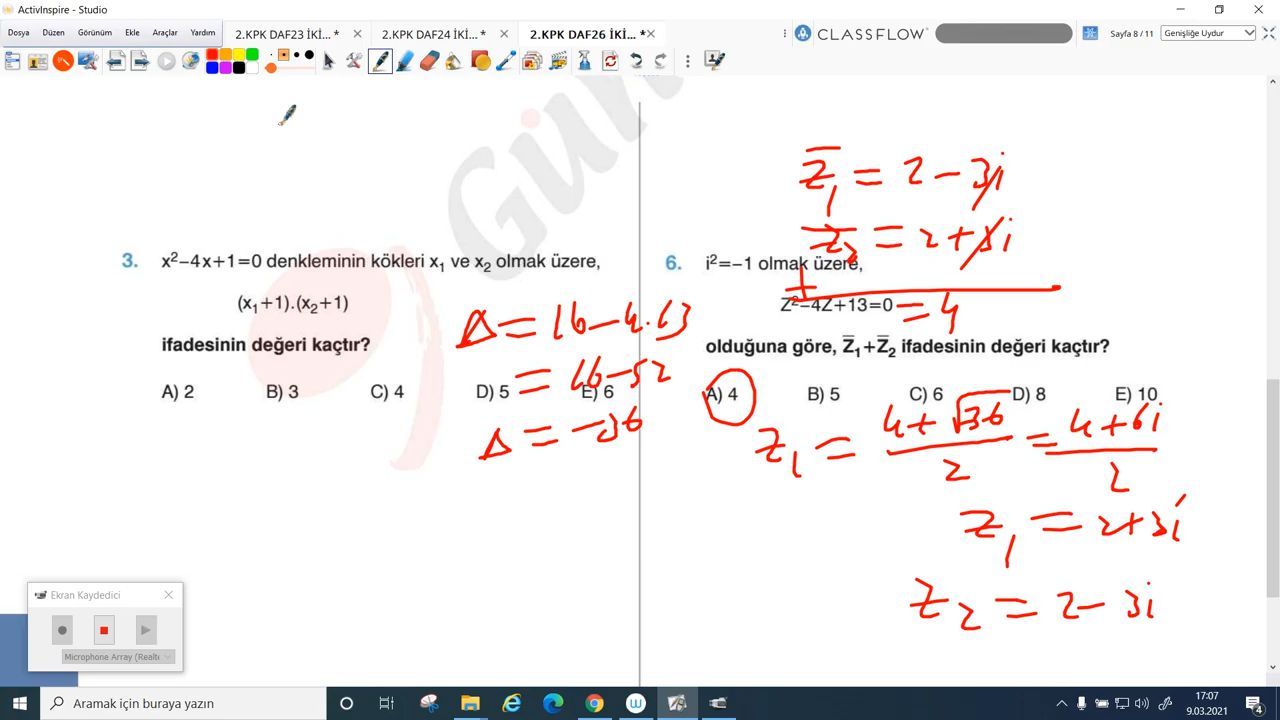 ActivInspire - Studio
Dosya Düzen Görünüm Ekle Araçlar Yardım
2.KPK DAF23 İKİ... *
2.KPK DAF24 İKİ... *
2.KPK DAF26 İKİ... *
CLASSFLOW
Sayfa 8 / 11
Genişliğe Uydur
Gün
3. x²−4x+1=0 denkleminin kökleri x₁ ve x₂ olmak üzere,
(x₁+1).(x₂+1)
ifadesinin değeri kaçtır?
A) 2 B) 3 C) 4 D) 5 E) 6
Δ = 16 − 4.13
= 16 − 52
Δ = −36
Z̅₁ = 2 − 3i
Z̅₂ = 2 + 3i
+
6. i²=−1 olmak üzere,
Z²−4Z+13=0 = 4
olduğuna göre, Z̅₁+Z̅₂ ifadesinin değeri kaçtır?
A) 4 B) 5 C) 6 D) 8 E) 10
Z₁ = (4 + √36)/2 = (4 + 6i)/2
Z₁ = 2+3i
Z₂ = 2 − 3i
Ekran Kaydedici
Microphone Array (Realte
Aramak için buraya yazın
17:07
9.03.2021
4